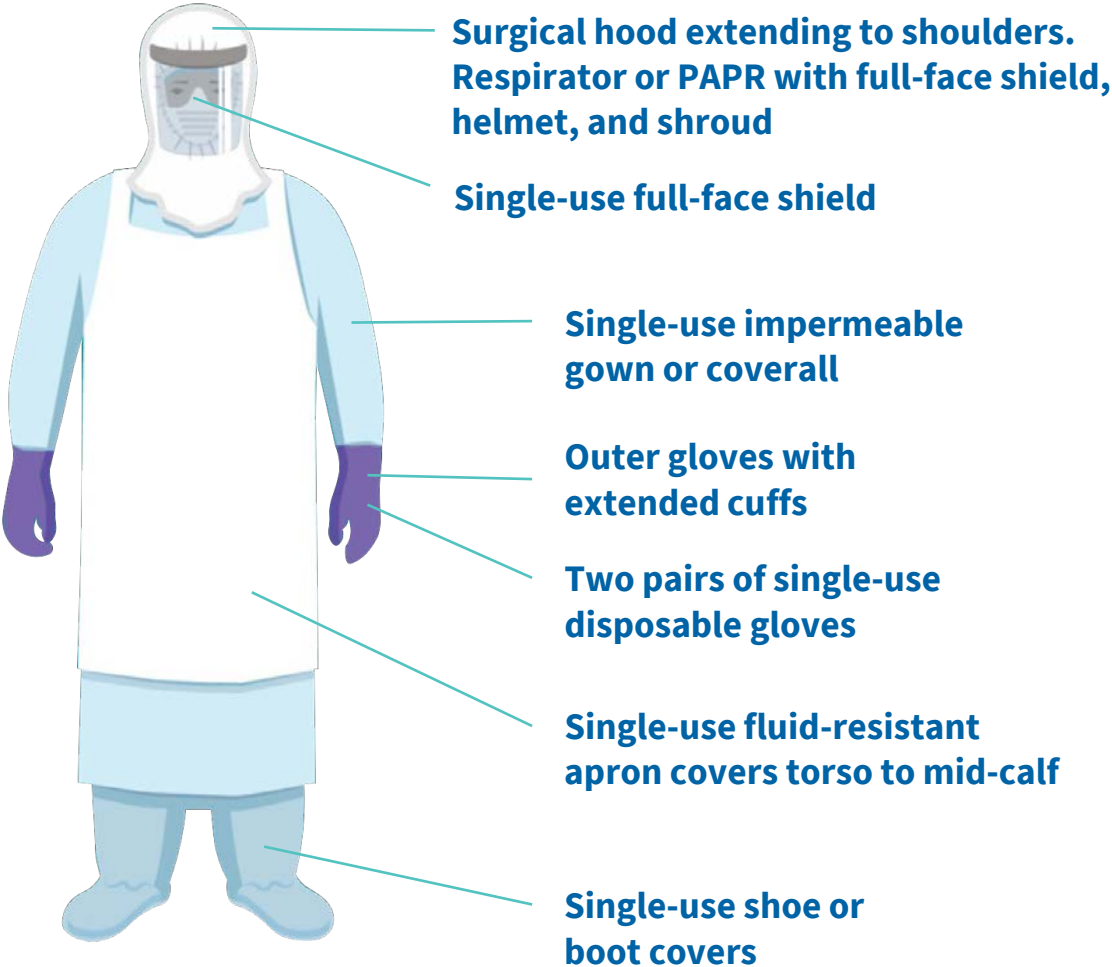 Surgical hood extending to shoulders.
Respirator or PAPR with full-face shield,
helmet, and shroud
Single-use full-face shield
Single-use impermeable
gown or coverall
Outer gloves with
extended cuffs
Two pairs of single-use
disposable gloves
Single-use fluid-resistant
apron covers torso to mid-calf
Single-use shoe or
boot covers